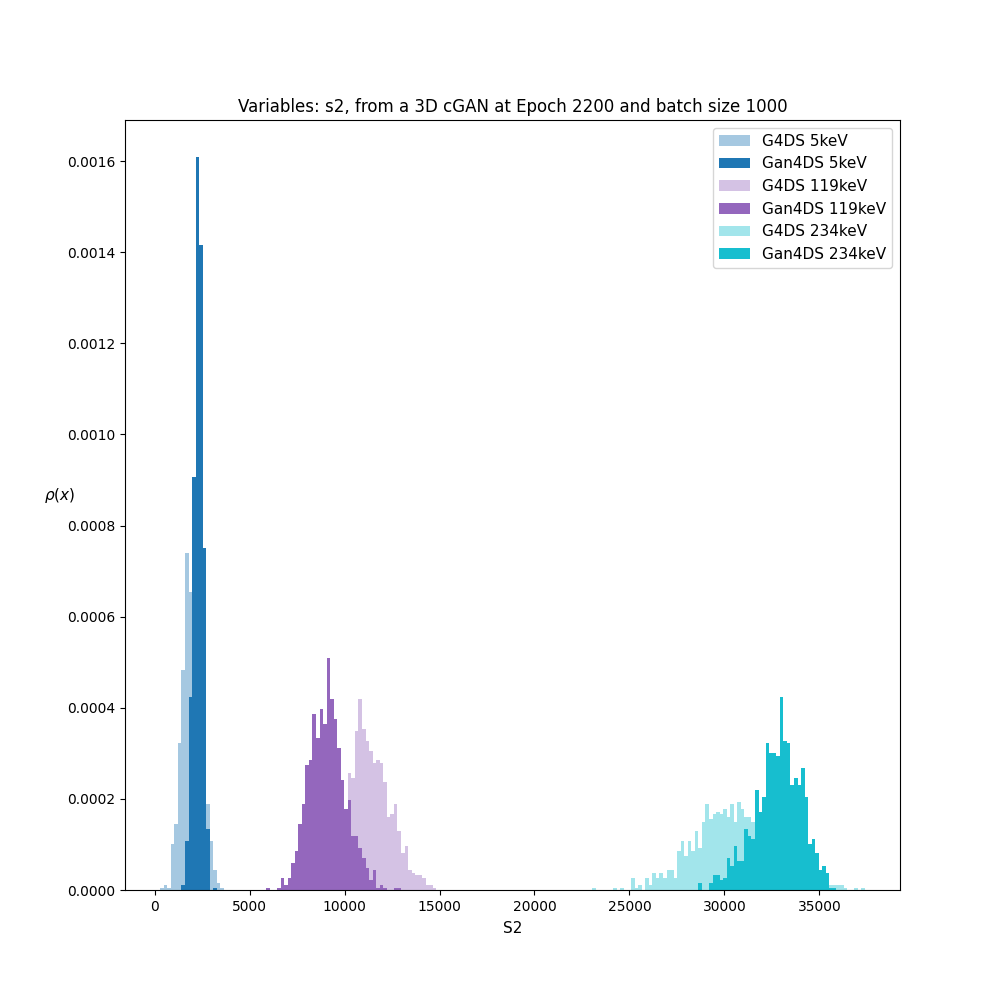 Variables: s2, from a 3D cGAN at Epoch 2200 and batch size 1000
G4DS 5keV
Gan4DS 5keV
G4DS 119keV
Gan4DS 119keV
G4DS 234keV
Gan4DS 234keV
0.0016
0.0014
0.0012
0.0010
0.0008
0.0006
0.0004
0.0002
0.0000
ρ(x)
0 5000 10000 15000 20000 25000 30000 35000
S2